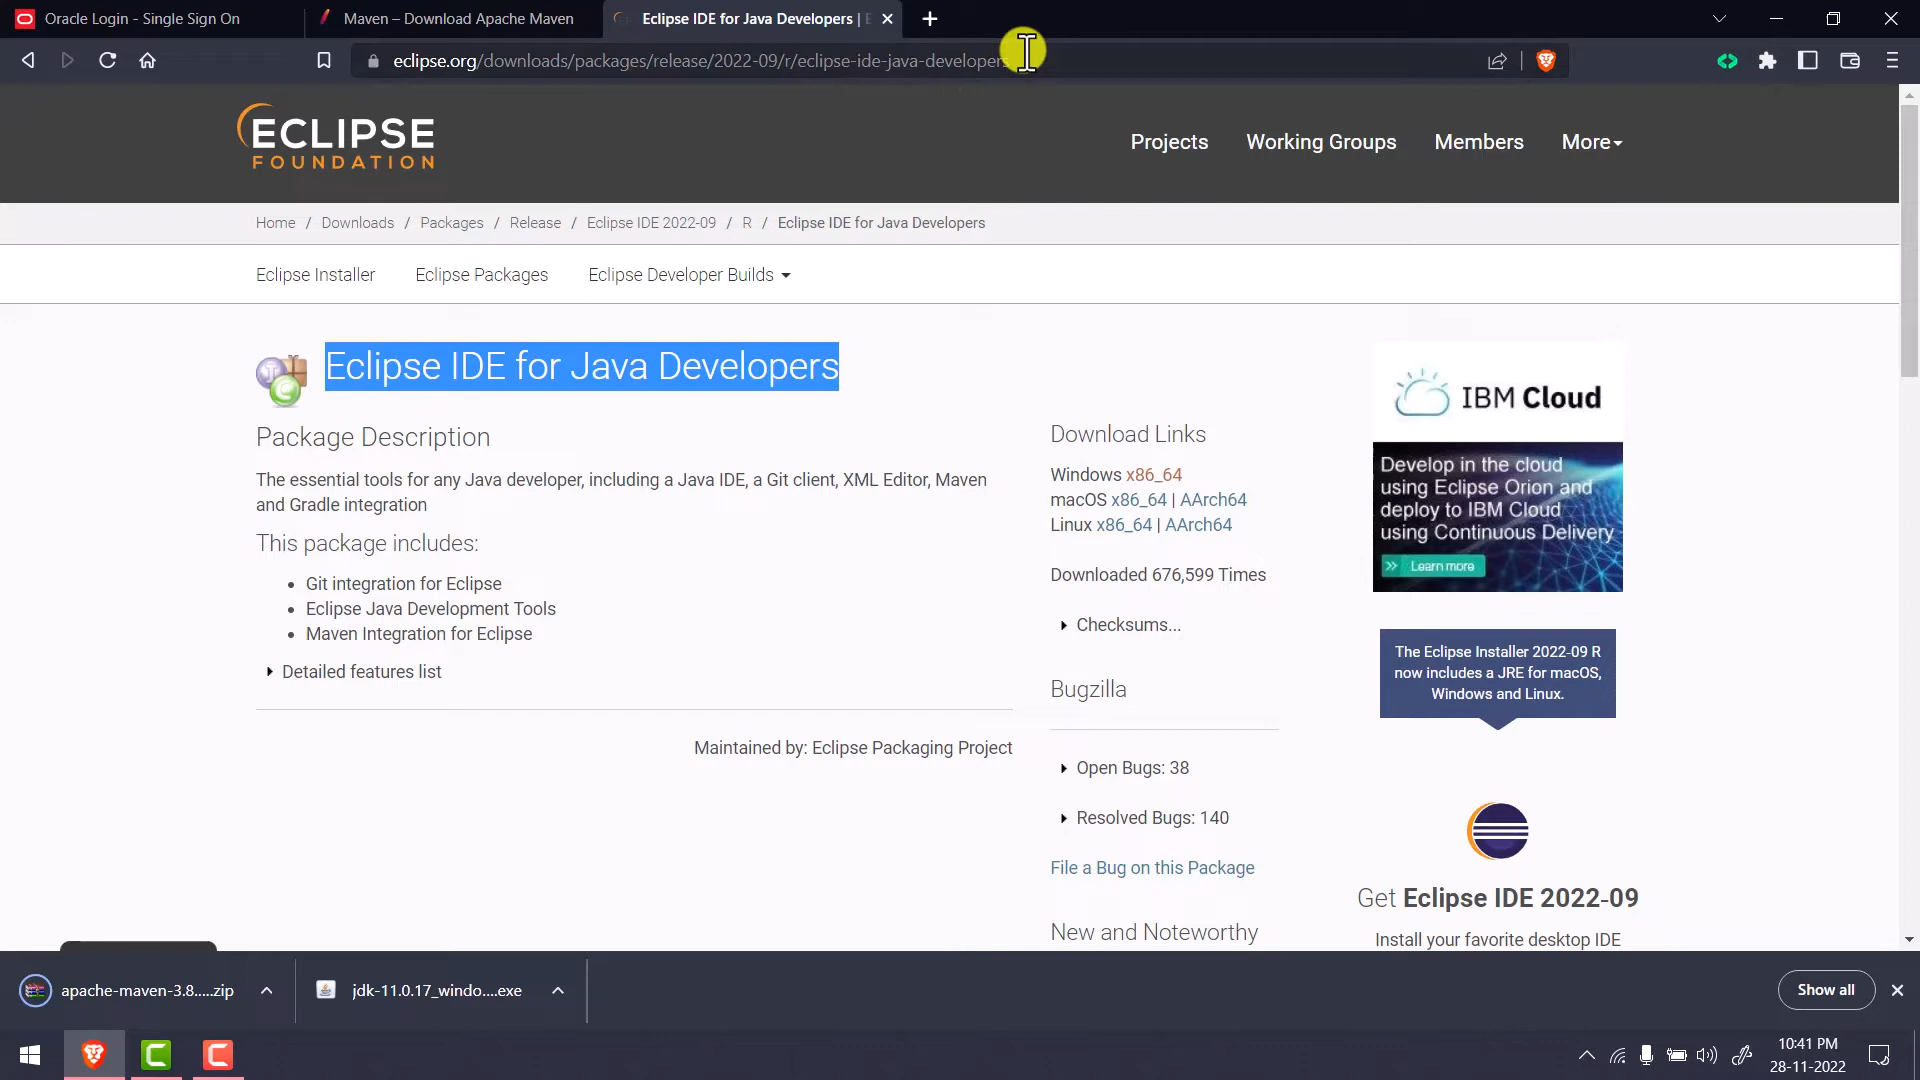 Oracle Login - Single Sign On
Maven – Download Apache Maven
Eclipse IDE for Java Developers | E
eclipse.org/downloads/packages/release/2022-09/r/eclipse-ide-java-developers
ECLIPSE
FOUNDATION
Projects
Working Groups
Members
More
Home / Downloads / Packages / Release / Eclipse IDE 2022-09 / R / Eclipse IDE for Java Developers
Eclipse Installer
Eclipse Packages
Eclipse Developer Builds
Eclipse IDE for Java Developers
Package Description
The essential tools for any Java developer, including a Java IDE, a Git client, XML Editor, Maven
and Gradle integration
This package includes:
• Git integration for Eclipse
• Eclipse Java Development Tools
• Maven Integration for Eclipse
Detailed features list
Maintained by: Eclipse Packaging Project
Download Links
Windows x86_64
macOS x86_64 | AArch64
Linux x86_64 | AArch64
Downloaded 676,599 Times
Checksums...
Bugzilla
Open Bugs: 38
Resolved Bugs: 140
File a Bug on this Package
New and Noteworthy
IBM Cloud
Develop in the cloud
using Eclipse Orion and
deploy to IBM Cloud
using Continuous Delivery
>> Learn more
The Eclipse Installer 2022-09 R
now includes a JRE for macOS,
Windows and Linux.
Get Eclipse IDE 2022-09
Install your favorite desktop IDE
apache-maven-3.8.....zip
jdk-11.0.17_windo....exe
Show all
10:41 PM
28-11-2022